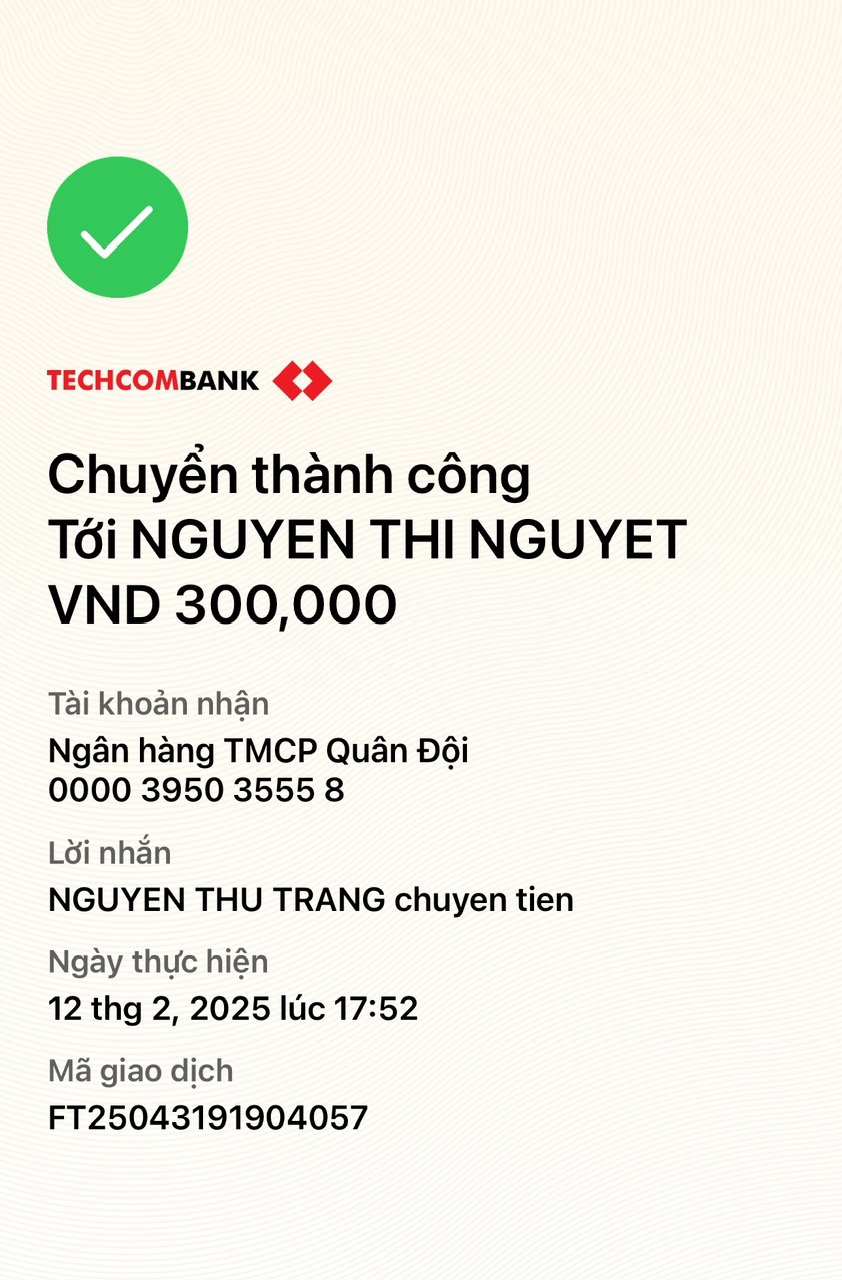 TECHCOMBANK
Chuyển thành công
Tới NGUYEN THI NGUYET
VND 300,000
Tài khoản nhận
Ngân hàng TMCP Quân Đội
0000 3950 3555 8
Lời nhắn
NGUYEN THU TRANG chuyen tien
Ngày thực hiện
12 thg 2, 2025 lúc 17:52
Mã giao dịch
FT25043191904057